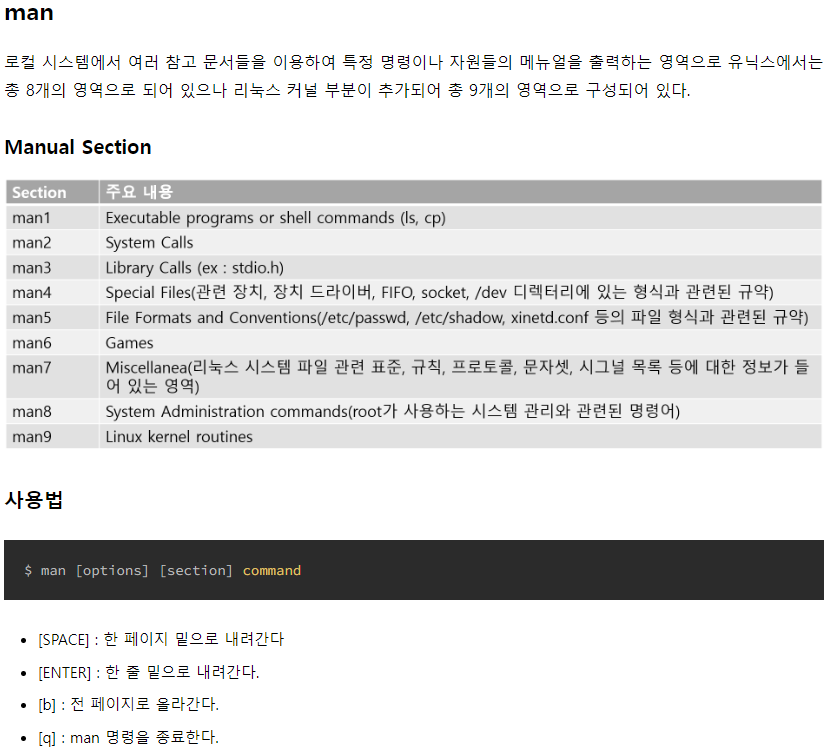 man
로컬 시스템에서 여러 참고 문서들을 이용하여 특정 명령이나 자원들의 메뉴얼을 출력하는 영역으로 유닉스에서는
총 8개의 영역으로 되어 있으나 리눅스 커널 부분이 추가되어 총 9개의 영역으로 구성되어 있다.
Manual Section
Section 주요 내용
man1 Executable programs or shell commands (ls, cp)
man2 System Calls
man3 Library Calls (ex : stdio.h)
man4 Special Files(관련 장치, 장치 드라이버, FIFO, socket, /dev 디렉터리에 있는 형식과 관련된 규약)
man5 File Formats and Conventions(/etc/passwd, /etc/shadow, xinetd.conf 등의 파일 형식과 관련된 규약)
man6 Games
man7 Miscellanea(리눅스 시스템 파일 관련 표준, 규칙, 프로토콜, 문자셋, 시그널 목록 등에 대한 정보가 들
어 있는 영역)
man8 System Administration commands(root가 사용하는 시스템 관리와 관련된 명령어)
man9 Linux kernel routines
사용법
$ man [options] [section] command
• [SPACE] : 한 페이지 밑으로 내려간다
• [ENTER] : 한 줄 밑으로 내려간다.
• [b] : 전 페이지로 올라간다.
• [q] : man 명령을 종료한다.